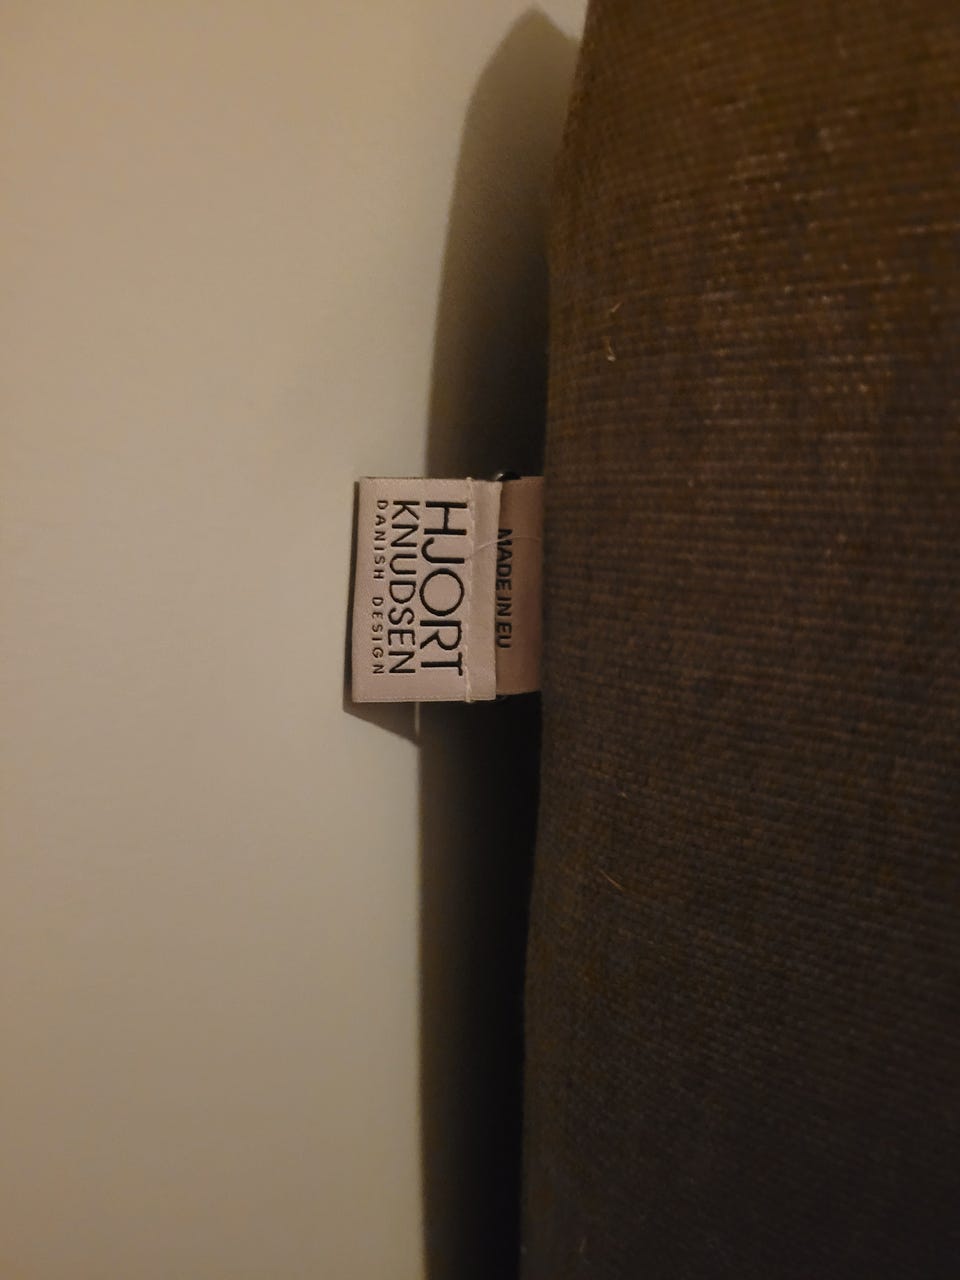 MADE IN EU
HJORT
KNUDSEN
DANISH DESIGN